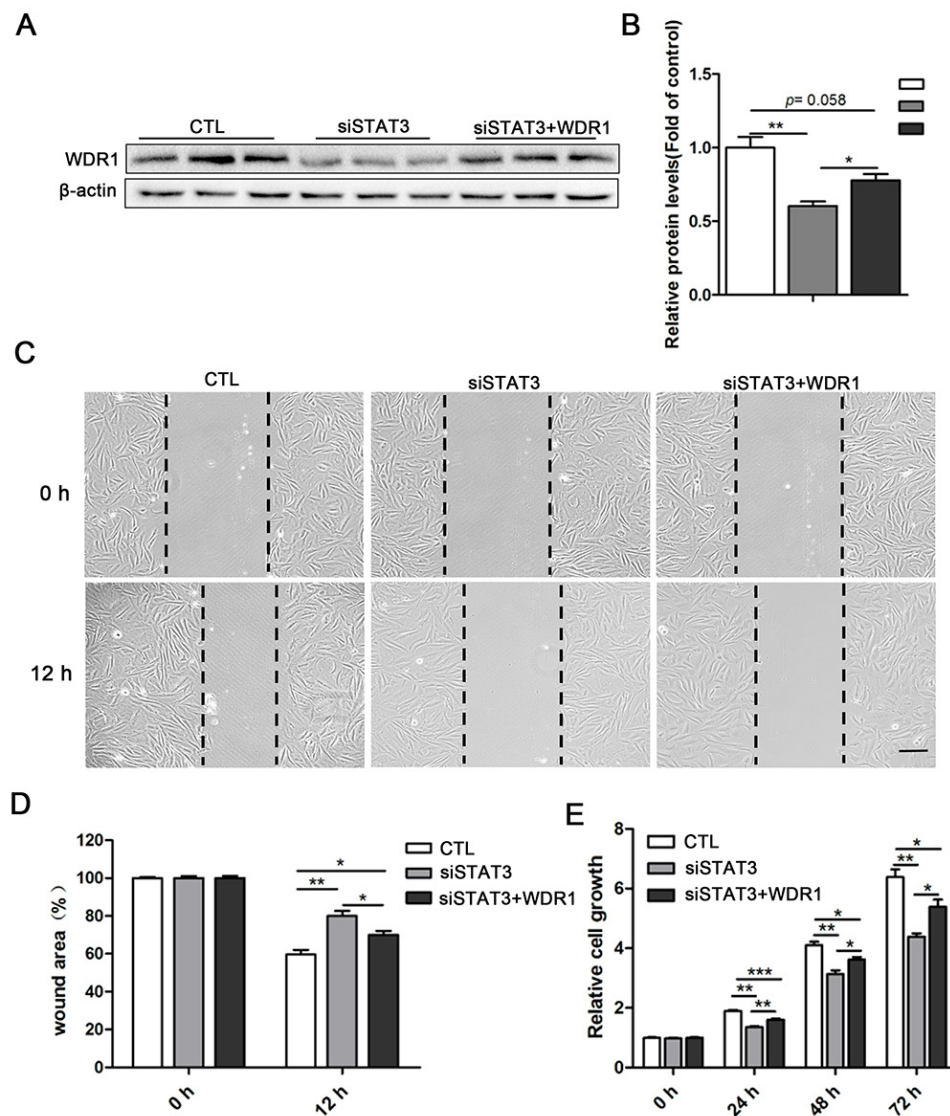 A
CTL
siSTAT3
siSTAT3+WDR1
WDR1
β-actin
B
Relative protein levels(Fold of control)
1.5
1.0
0.5
0.0
p= 0.058
**
*
C
CTL
siSTAT3
siSTAT3+WDR1
0 h
12 h
D
wound area (%)
120
100
80
60
40
20
0
*
**
*
0 h
12 h
CTL
siSTAT3
siSTAT3+WDR1
E
Relative cell growth
8
6
4
2
0
CTL
siSTAT3
siSTAT3+WDR1
***
**
**
*
**
*
*
**
*
0 h
24 h
48 h
72 h